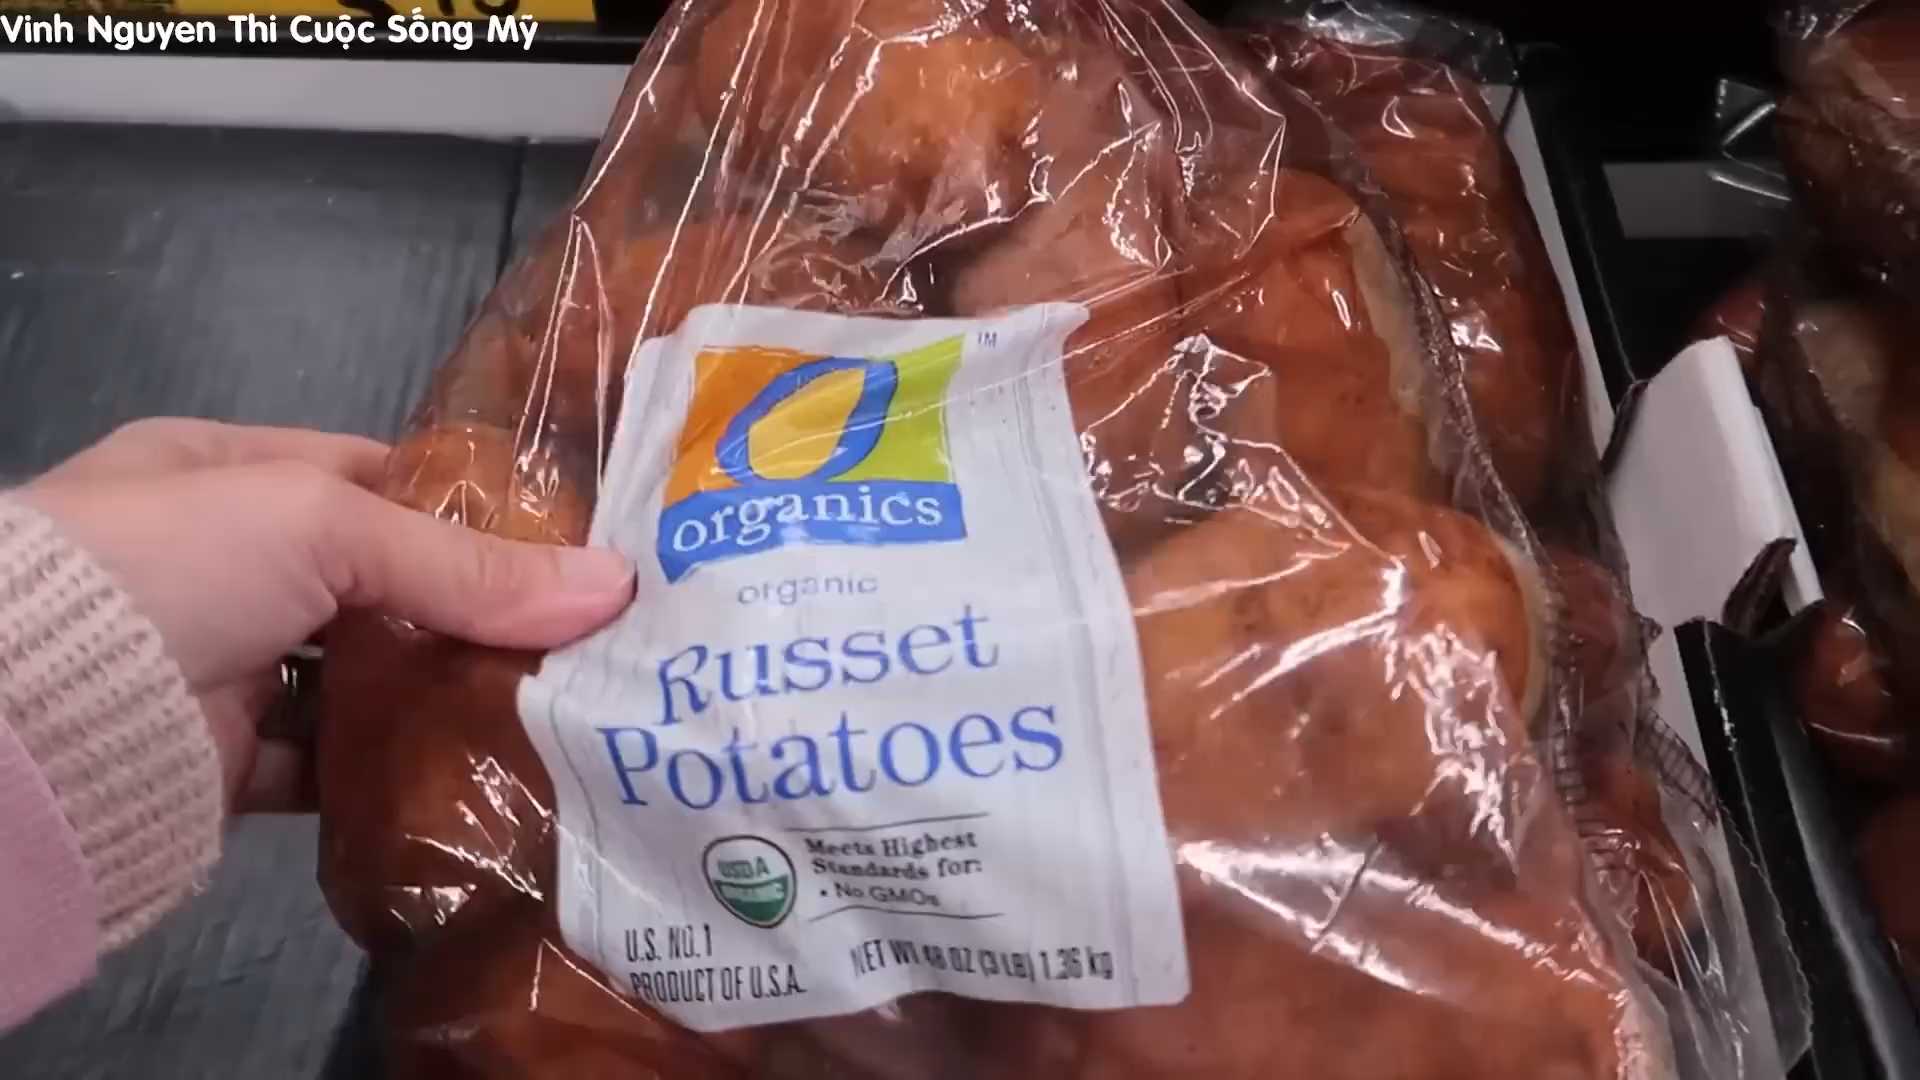 Vinh Nguyen Thi Cuộc Sống Mỹ
TM
organics
organic
Russet
Potatoes
USDA
Meets Highest
Standards for:
• No GMOs
U.S. NO.1
PRODUCT OF U.S.A.
NET WT 48 OZ (3 LB) 1.36 kg